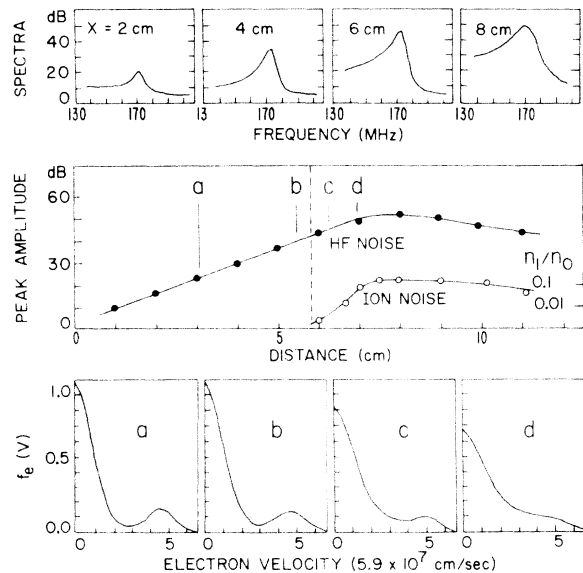 SPECTRA
dB
40
20
0
X = 2 cm
4 cm
6 cm
8 cm
130 170
13 170
130 170
130 170
FREQUENCY (MHz)
PEAK AMPLITUDE
dB
60
30
0
a
b
c
d
HF NOISE
ION NOISE
n₁/n₀
0.1
0.01
0 5 10
DISTANCE (cm)
fₑ (V)
1.0
0.5
0.0
a
b
c
d
0 5
0 5
0 5
0 5
ELECTRON VELOCITY (5.9 x 10⁷ cm/sec)